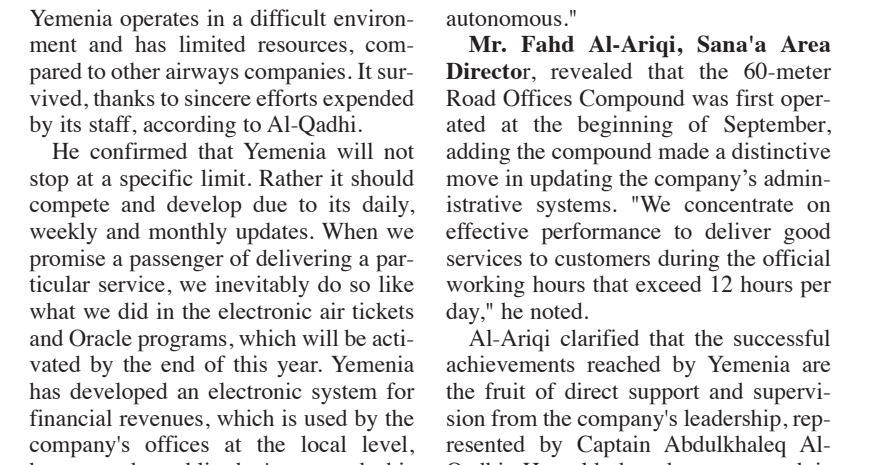 Yemenia operates in a difficult environ-
ment and has limited resources, com-
pared to other airways companies. It sur-
vived, thanks to sincere efforts expended
by its staff, according to Al-Qadhi.
He confirmed that Yemenia will not
stop at a specific limit. Rather it should
compete and develop due to its daily,
weekly and monthly updates. When we
promise a passenger of delivering a par-
ticular service, we inevitably do so like
what we did in the electronic air tickets
and Oracle programs, which will be acti-
vated by the end of this year. Yemenia
has developed an electronic system for
financial revenues, which is used by the
company's offices at the local level,
autonomous."
Mr. Fahd Al-Ariqi, Sana'a Area
Director, revealed that the 60-meter
Road Offices Compound was first oper-
ated at the beginning of September,
adding the compound made a distinctive
move in updating the company’s admin-
istrative systems. "We concentrate on
effective performance to deliver good
services to customers during the official
working hours that exceed 12 hours per
day," he noted.
Al-Ariqi clarified that the successful
achievements reached by Yemenia are
the fruit of direct support and supervi-
sion from the company's leadership, rep-
resented by Captain Abdulkhaleq Al-